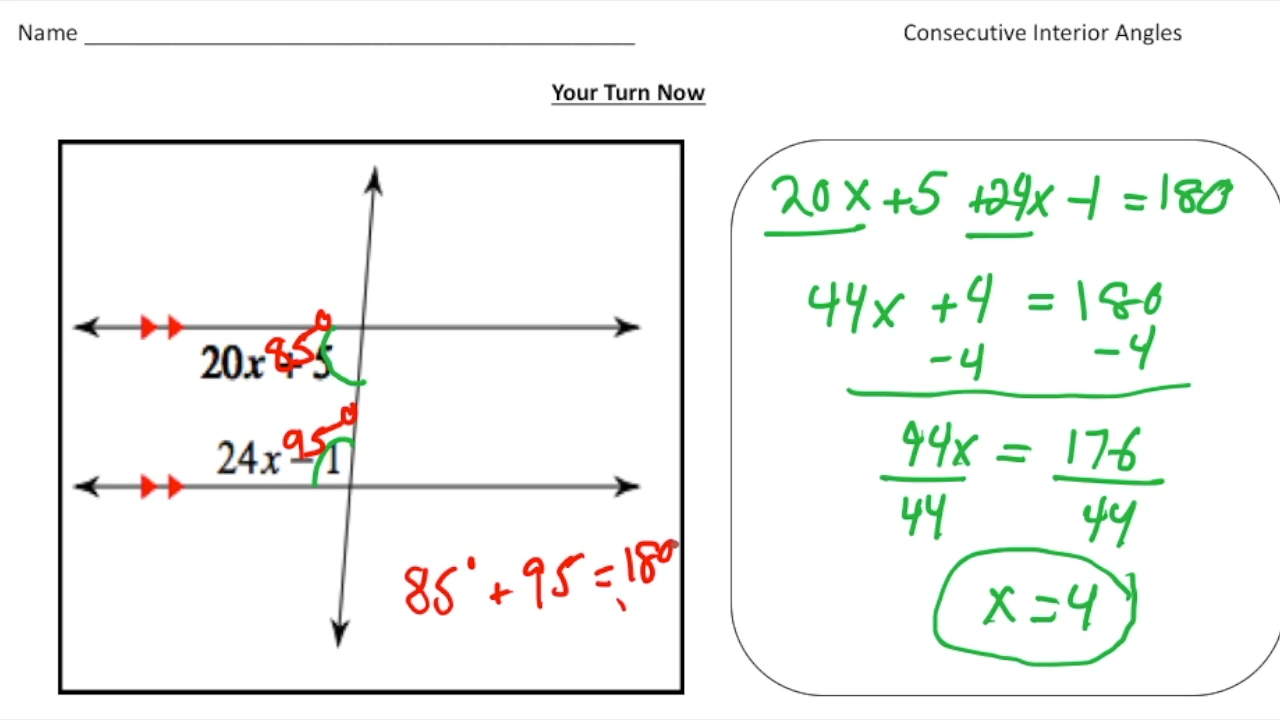 Name ____________________ Consecutive Interior Angles
Your Turn Now
20x + 5
85°
24x − 1
95°
85° + 95 = 180
20x + 5 + 24x − 1 = 180
44x + 4 = 180
− 4 − 4
44x = 176
44 44
x = 4